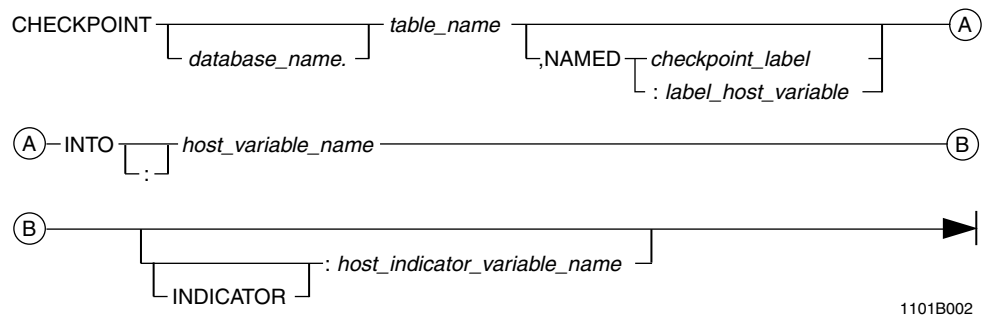 CHECKPOINT table_name A
database_name. ,NAMED checkpoint_label
: label_host_variable
A INTO host_variable_name B
:
B
: host_indicator_variable_name
INDICATOR
1101B002